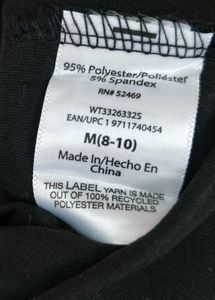 95% Polyester/Poliéster
5% Spandex
RN# 52469
WT3326332S
EAN/UPC 1 9711740454
M(8-10)
Made In/Hecho En
China
THIS LABEL YARN IS MADE
OUT OF 100% RECYCLED
POLYESTER MATERIALS